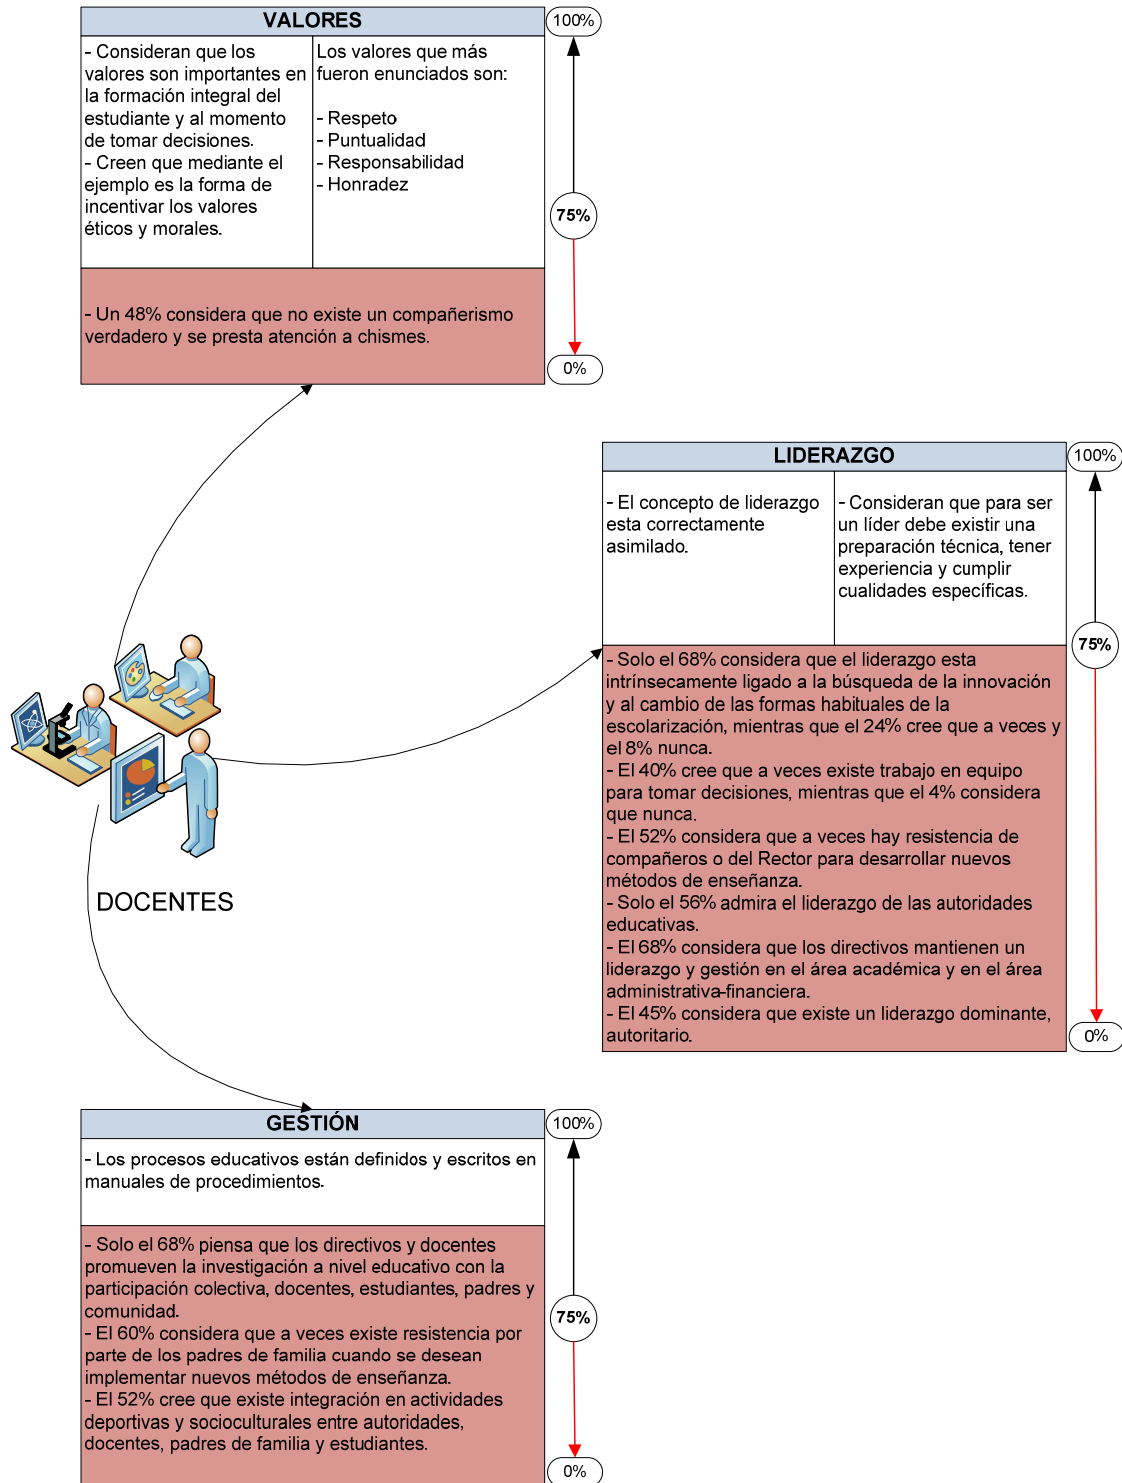 VALORES
100%
- Consideran que los
valores son importantes en
la formación integral del
estudiante y al momento
de tomar decisiones.
- Creen que mediante el
ejemplo es la forma de
incentivar los valores
éticos y morales.
Los valores que más
fueron enunciados son:
- Respeto
- Puntualidad
- Responsabilidad
- Honradez
75%
- Un 48% considera que no existe un compañerismo
verdadero y se presta atención a chismes.
0%
LIDERAZGO
100%
- El concepto de liderazgo
esta correctamente
asimilado.
- Consideran que para ser
un líder debe existir una
preparación técnica, tener
experiencia y cumplir
cualidades específicas.
75%
- Solo el 68% considera que el liderazgo esta
intrínsecamente ligado a la búsqueda de la innovación
y al cambio de las formas habituales de la
escolarización, mientras que el 24% cree que a veces y
el 8% nunca.
- El 40% cree que a veces existe trabajo en equipo
para tomar decisiones, mientras que el 4% considera
que nunca.
- El 52% considera que a veces hay resistencia de
compañeros o del Rector para desarrollar nuevos
métodos de enseñanza.
- Solo el 56% admira el liderazgo de las autoridades
educativas.
- El 68% considera que los directivos mantienen un
liderazgo y gestión en el área académica y en el área
administrativa-financiera.
- El 45% considera que existe un liderazgo dominante,
autoritario.
0%
DOCENTES
GESTIÓN
100%
- Los procesos educativos están definidos y escritos en
manuales de procedimientos.
- Solo el 68% piensa que los directivos y docentes
promueven la investigación a nivel educativo con la
participación colectiva, docentes, estudiantes, padres y
comunidad.
- El 60% considera que a veces existe resistencia por
parte de los padres de familia cuando se desean
implementar nuevos métodos de enseñanza.
- El 52% cree que existe integración en actividades
deportivas y socioculturales entre autoridades,
docentes, padres de familia y estudiantes.
75%
0%